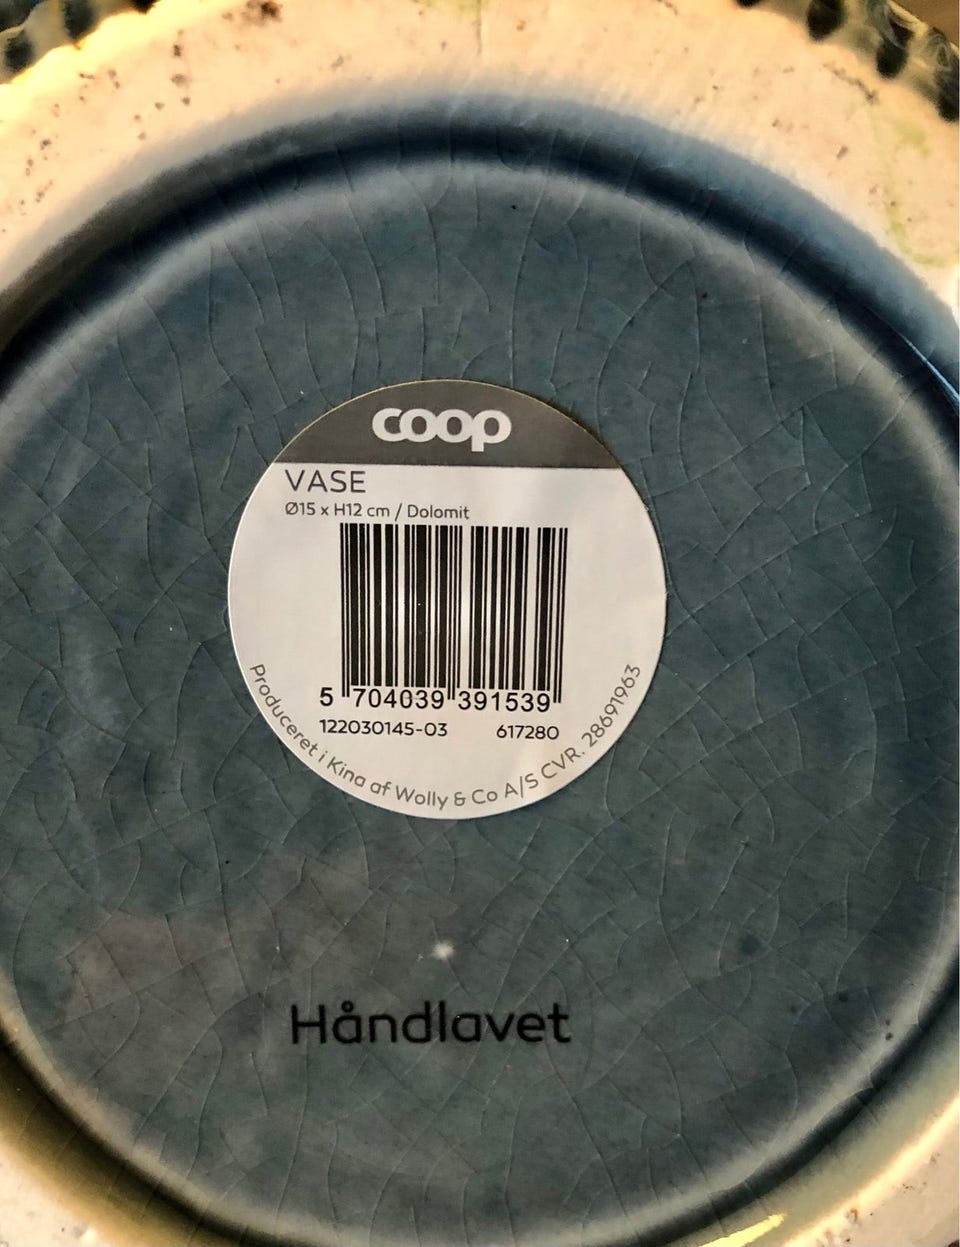 coop
VASE
Ø15 x H12 cm / Dolomit
5 704039 391539
122030145-03 617280
Produceret i Kina af Wolly & Co A/S CVR. 28691963
Håndlavet